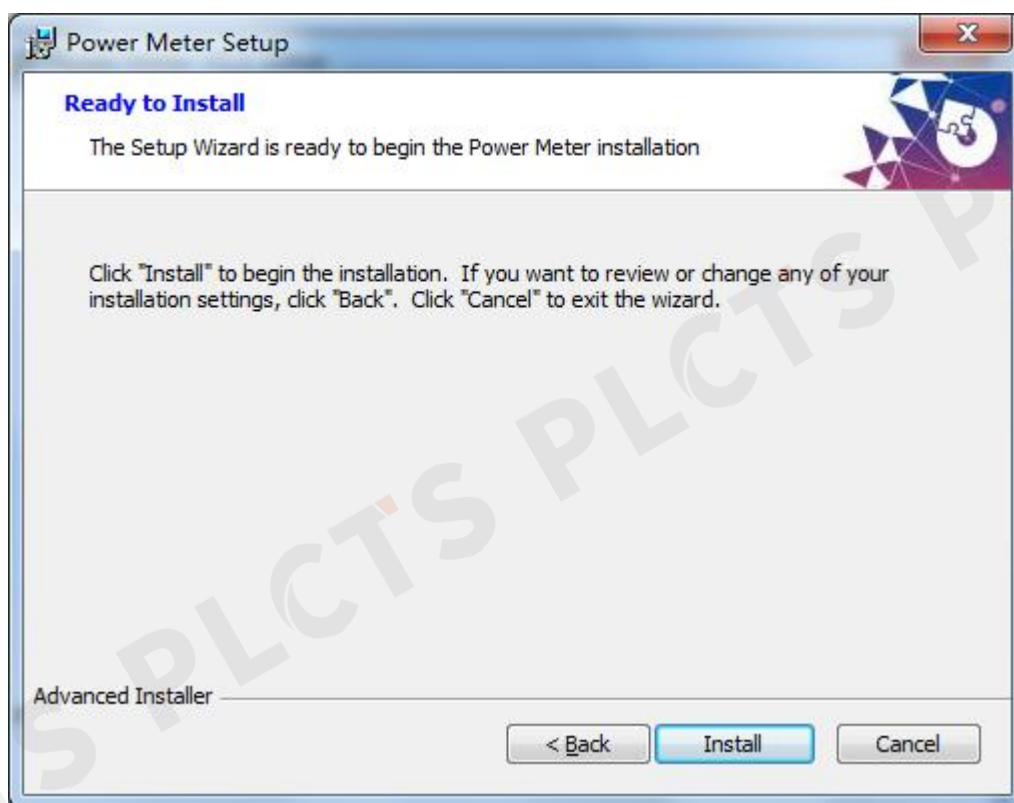 Power Meter Setup
Ready to Install
The Setup Wizard is ready to begin the Power Meter installation
Click "Install" to begin the installation. If you want to review or change any of your
installation settings, click "Back". Click "Cancel" to exit the wizard.
PLCTS PLCTS P
S PLCTS PLCTS
Advanced Installer
< Back
Install
Cancel